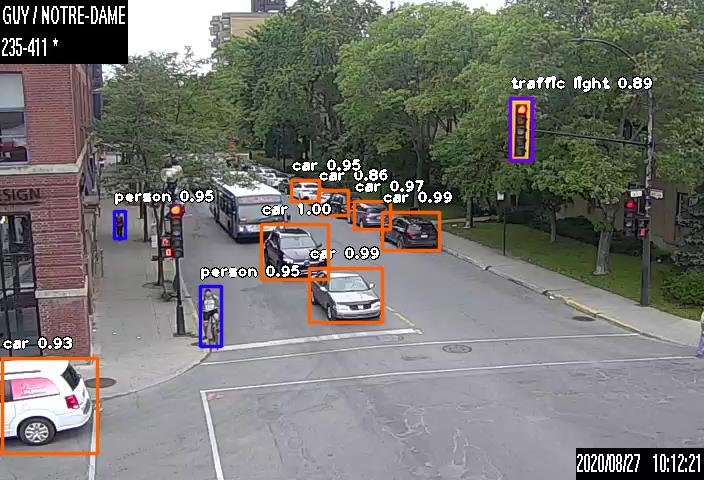 GUY / NOTRE-DAME
235-411 *
traffic light 0.89
car 0.95
car 0.86
car 0.97
person 0.95
car 0.99
car 1.00
car 0.99
person 0.95
car 0.93
SIGN
2020/08/27 10:12:21